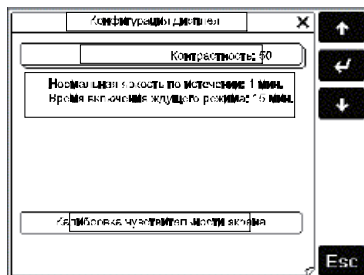 Конфигурация дисплея
Контрастность: 50
Нормальная яркость по истечение: 1 мин.
Время включения ждущего режима: 15 мин.
Калибровка чувствительности экрана
Esc